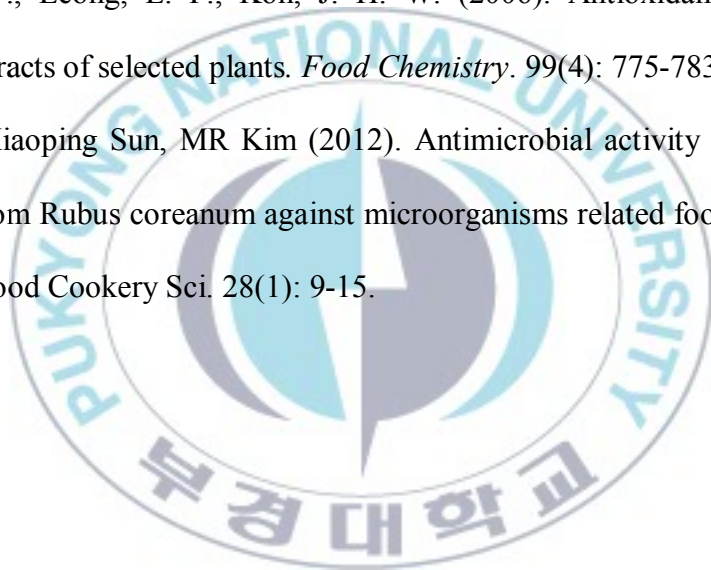 ., Leong, L. P., Koh, J. H. W. (2006). Antioxidan
racts of selected plants. Food Chemistry. 99(4): 775-783
iaoping Sun, MR Kim (2012). Antimicrobial activity
om Rubus coreanum against microorganisms related foo
ood Cookery Sci. 28(1): 9-15.
PUKYONG NATIONAL UNIVERSITY
부경대학교